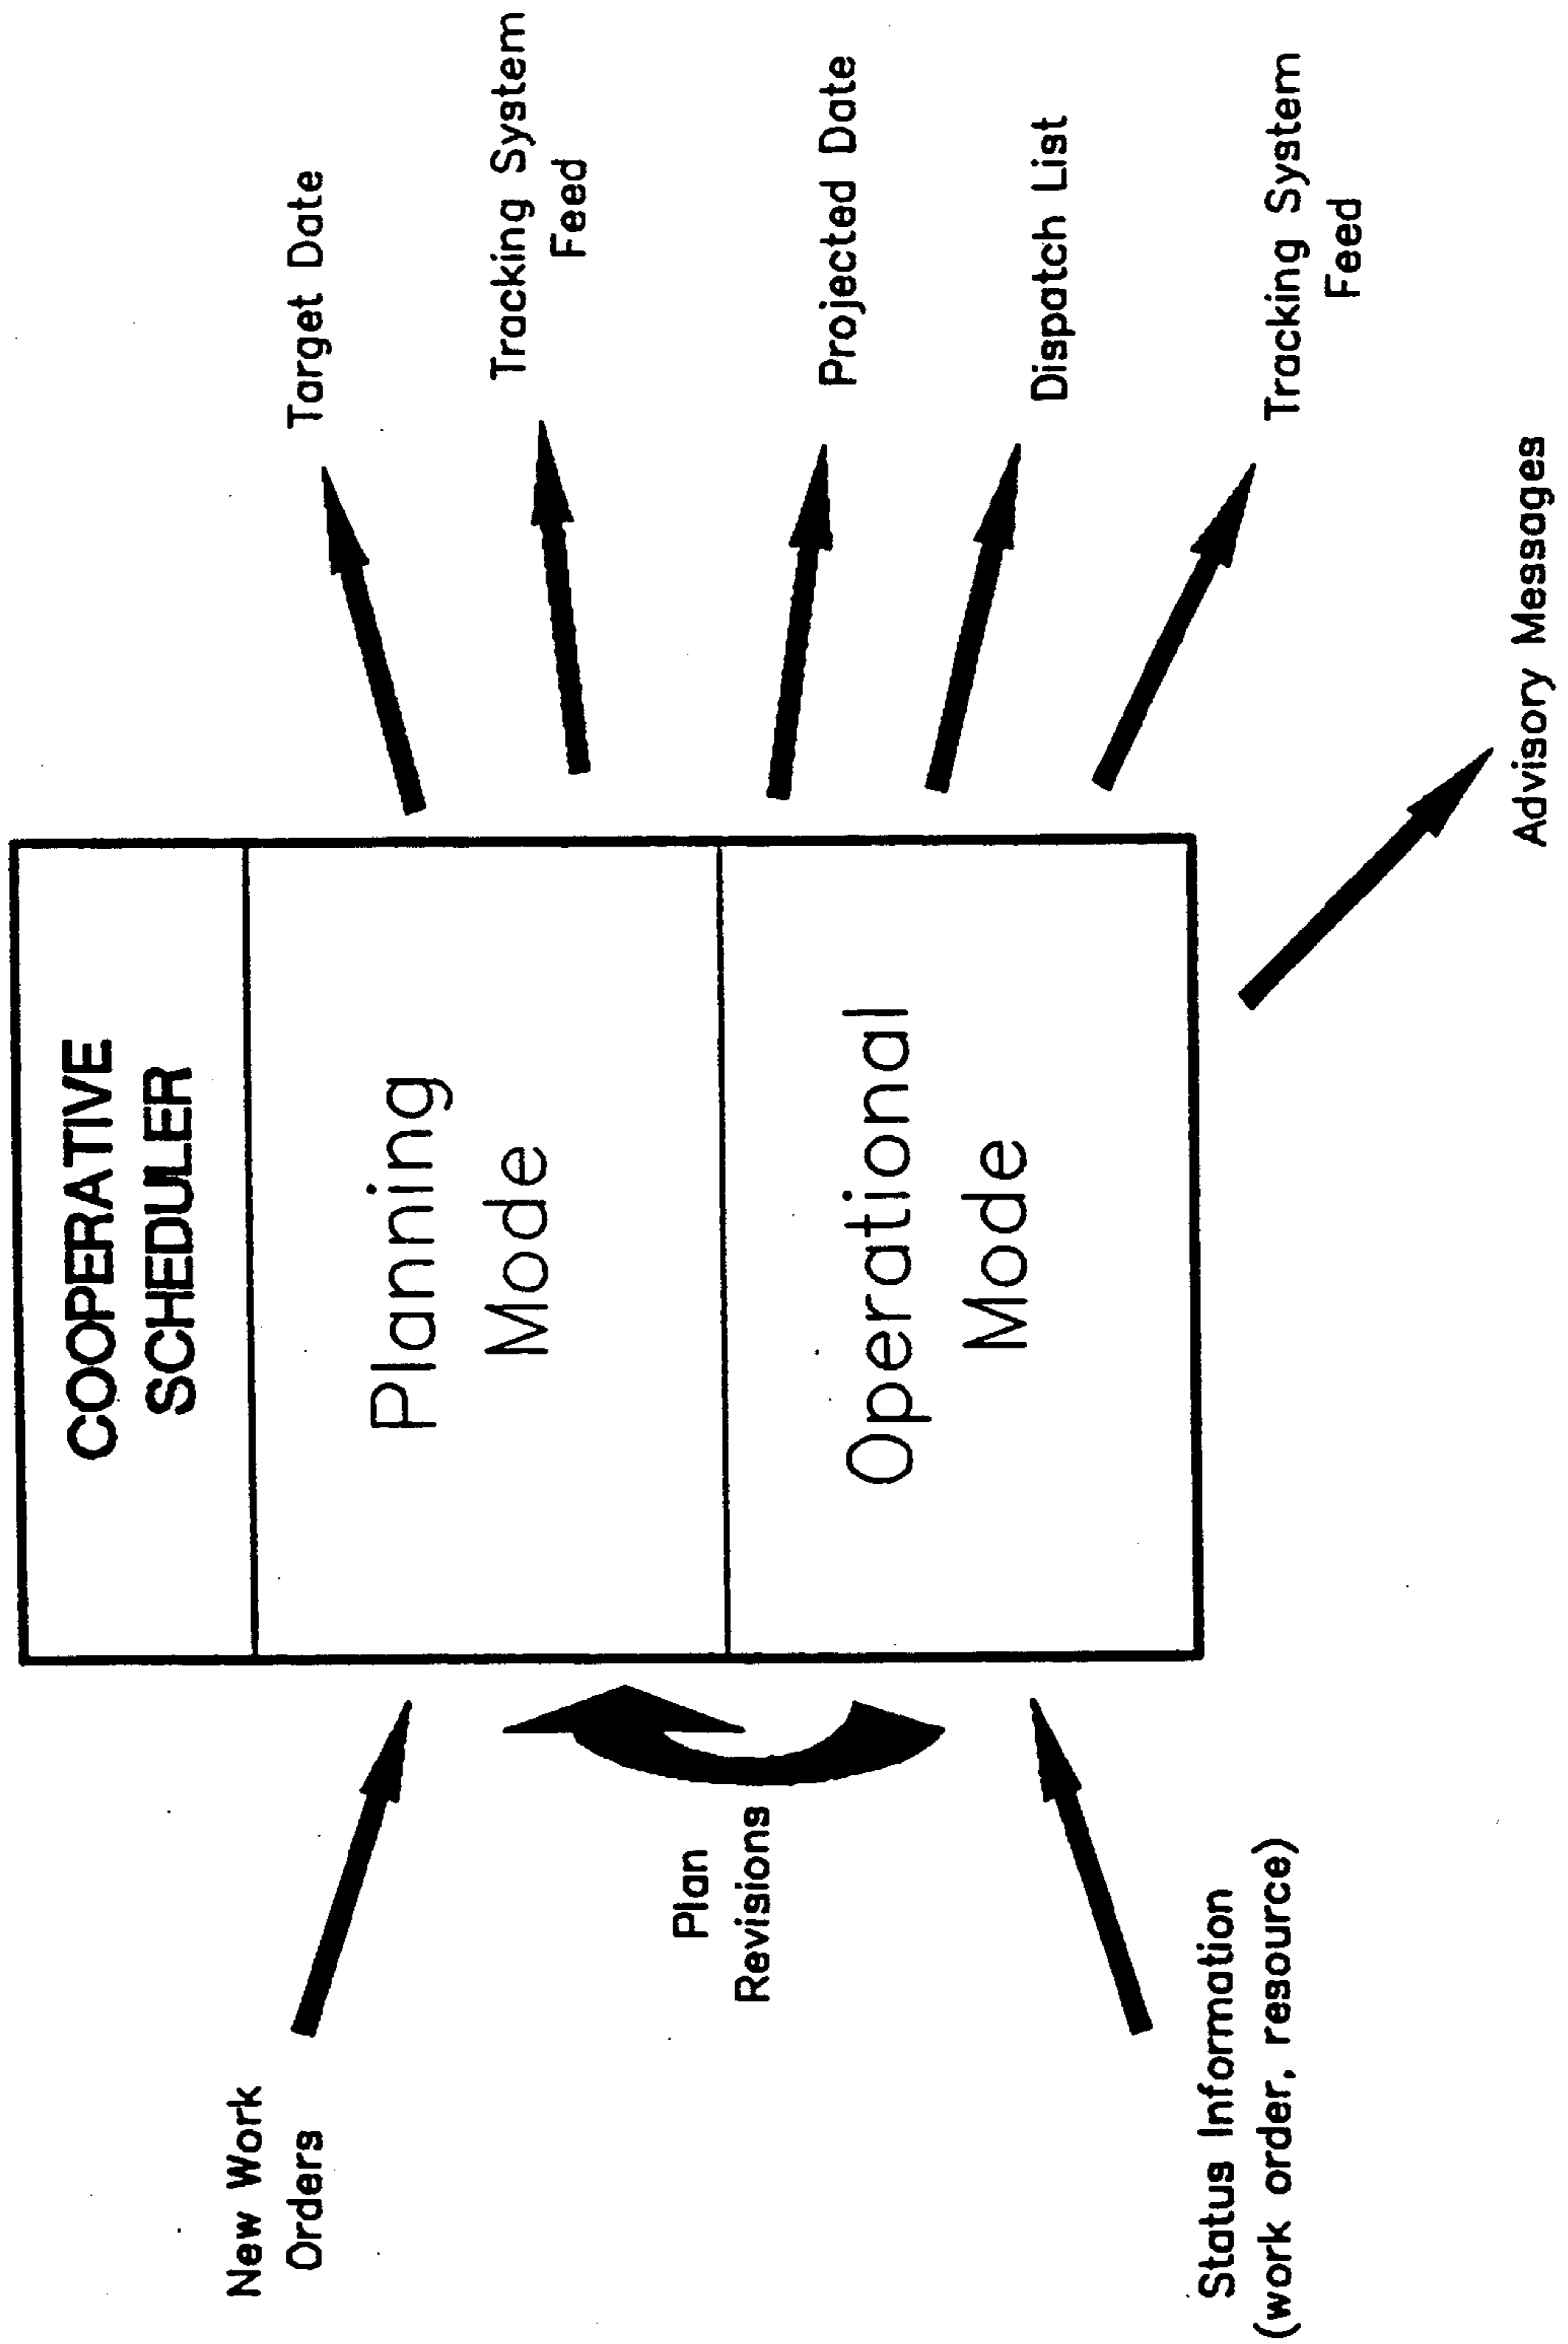 COOPERATIVE
SCHEDULER
Planning
Mode
Operational
Mode
New Work
Orders
Plan
Revisions
Status Information
(work order, resource)
Target Date
Tracking System
Feed
Projected Date
Dispatch List
Tracking System
Feed
Advisory Messages